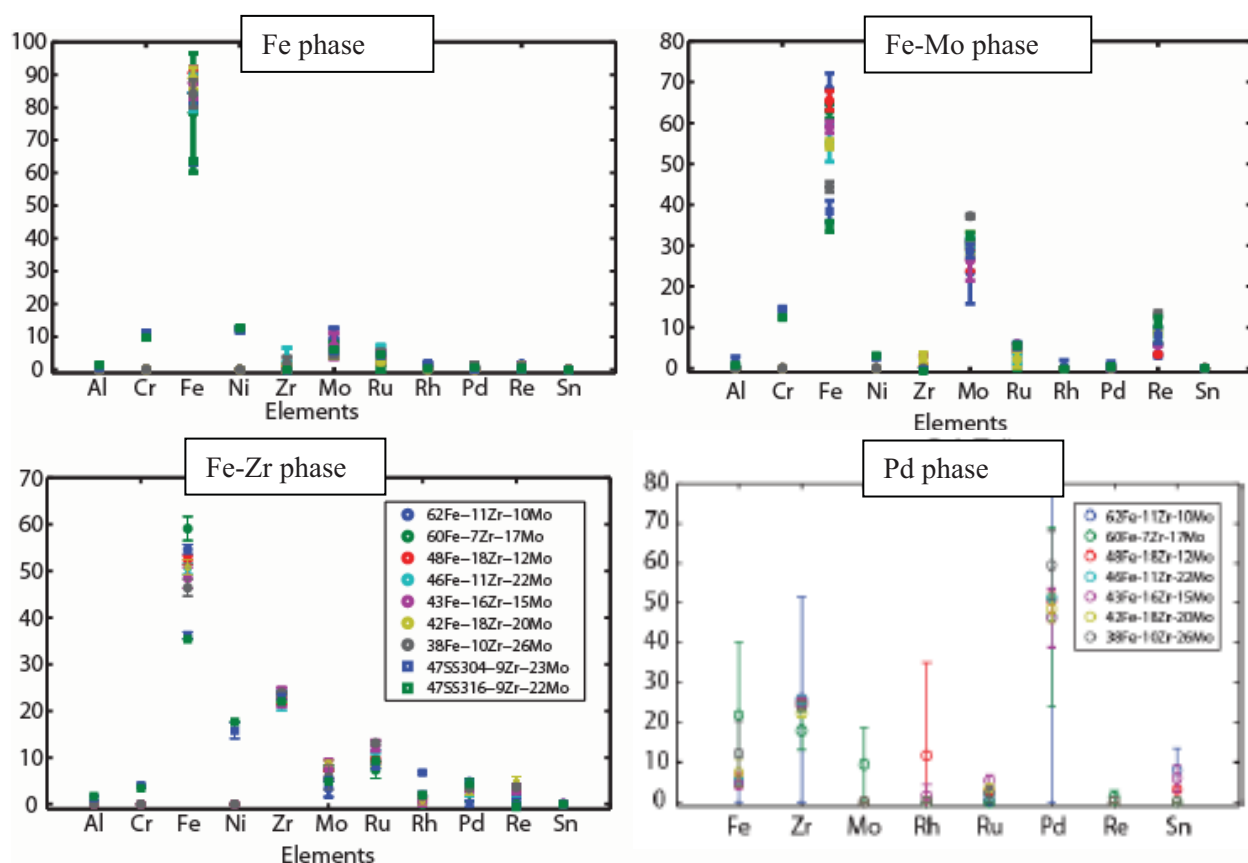 Fe phase
100
90
80
70
60
50
40
30
20
10
0
Al Cr Fe Ni Zr Mo Ru Rh Pd Re Sn
Elements
Fe-Mo phase
80
70
60
50
40
30
20
10
0
Al Cr Fe Ni Zr Mo Ru Rh Pd Re Sn
Elements
Fe-Zr phase
70
60
50
40
30
20
10
0
62Fe−11Zr−10Mo
60Fe−7Zr−17Mo
48Fe−18Zr−12Mo
46Fe−11Zr−22Mo
43Fe−16Zr−15Mo
42Fe−18Zr−20Mo
38Fe−10Zr−26Mo
47SS304−9Zr−23Mo
47SS316−9Zr−22Mo
Al Cr Fe Ni Zr Mo Ru Rh Pd Re Sn
Elements
Pd phase
80
70
60
50
40
30
20
10
0
62Fe-11Zr-10Mo
60Fe-7Zr-17Mo
48Fe-18Zr-12Mo
46Fe-11Zr-22Mo
43Fe-16Zr-15Mo
42Fe-18Zr-20Mo
38Fe-10Zr-26Mo
Fe Zr Mo Rh Ru Pd Re Sn